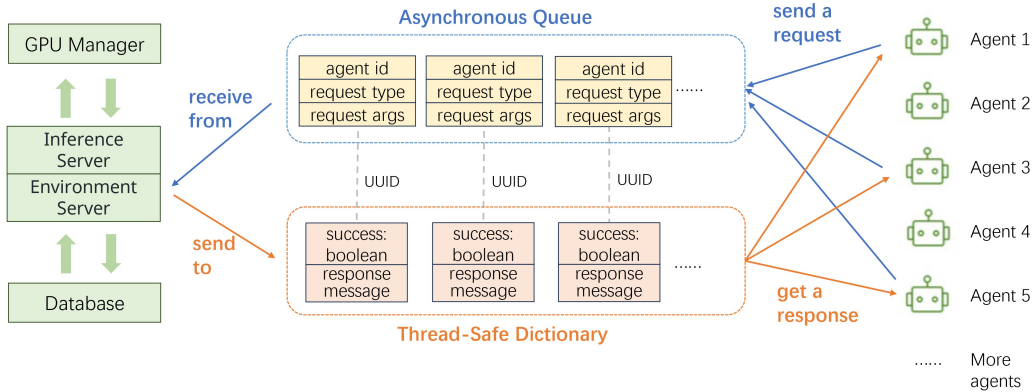 GPU Manager
Inference
Server
Environment
Server
Database
receive
from
send
to
Asynchronous Queue
agent id
request type
request args
agent id
request type
request args
agent id
request type
request args
......
UUID
UUID
UUID
success:
boolean
response
message
success:
boolean
response
message
success:
boolean
response
message
......
Thread-Safe Dictionary
send a
request
get a
response
Agent 1
Agent 2
Agent 3
Agent 4
Agent 5
...... More
agents